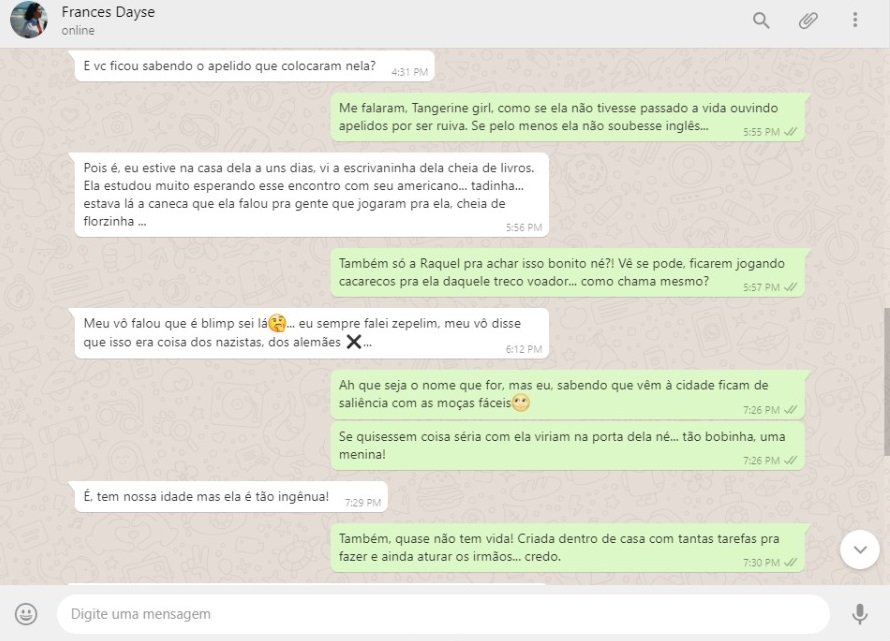 Frances Dayse
online
E vc ficou sabendo o apelido que colocaram nela?
4:31 PM
Me falaram, Tangerine girl, como se ela não tivesse passado a vida ouvindo
apelidos por ser ruiva. Se pelo menos ela não soubesse inglês...
5:55 PM
Pois é, eu estive na casa dela a uns dias, vi a escrivaninha dela cheia de livros.
Ela estudou muito esperando esse encontro com seu americano... tadinha...
estava lá a caneca que ela falou pra gente que jogaram pra ela, cheia de
florzinha ...
5:56 PM
Também só a Raquel pra achar isso bonito né?! Vê se pode, ficarem jogando
cacarecos pra ela daquele treco voador... como chama mesmo?
5:57 PM
Meu vô falou que é blimp sei lá🤔... eu sempre falei zepelim, meu vô disse
que isso era coisa dos nazistas, dos alemães ❌...
6:12 PM
Ah que seja o nome que for, mas eu, sabendo que vêm à cidade ficam de
saliência com as moças fáceis🙄
7:26 PM
Se quisessem coisa séria com ela viriam na porta dela né... tão bobinha, uma
menina!
7:26 PM
É, tem nossa idade mas ela é tão ingênua!
7:29 PM
Também, quase não tem vida! Criada dentro de casa com tantas tarefas pra
fazer e ainda aturar os irmãos... credo.
7:30 PM
Digite uma mensagem